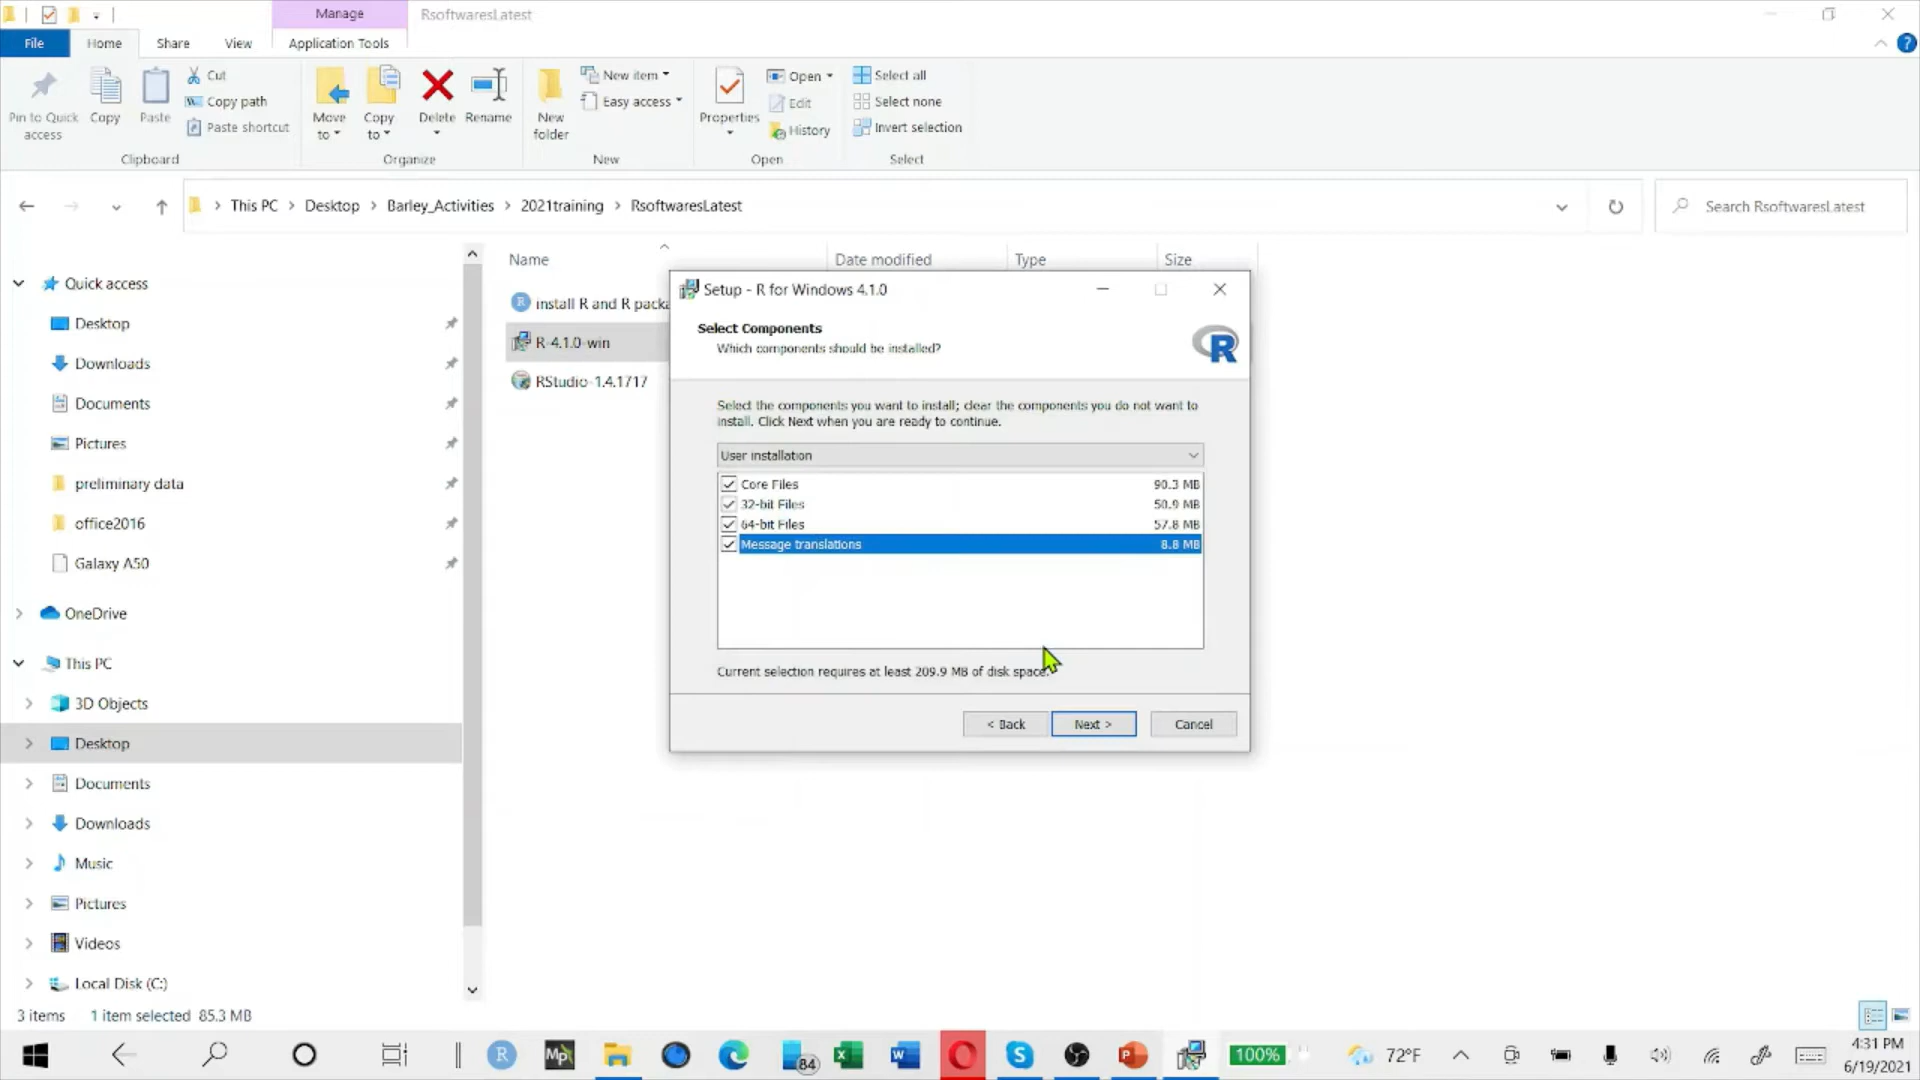 Manage
RsoftwaresLatest
File
Home
Share
View
Application Tools
Pin to Quick access
Copy
Paste
Cut
Copy path
Paste shortcut
Clipboard
Move to
Copy to
Delete
Rename
Organize
New folder
New item
Easy access
New
Properties
Open
Edit
History
Open
Select all
Select none
Invert selection
Select
This PC > Desktop > Barley_Activities > 2021training > RsoftwaresLatest
Search RsoftwaresLatest
Quick access
Desktop
Downloads
Documents
Pictures
preliminary data
office2016
Galaxy A50
OneDrive
This PC
3D Objects
Desktop
Documents
Downloads
Music
Pictures
Videos
Local Disk (C:)
Name
Date modified
Type
Size
install R and R packa
R-4.1.0-win
RStudio-1.4.1717
Setup - R for Windows 4.1.0
Select Components
Which components should be installed?
R
Select the components you want to install; clear the components you do not want to
install. Click Next when you are ready to continue.
User installation
Core Files 90.3 MB
32-bit Files 50.9 MB
64-bit Files 57.8 MB
Message translations 8.8 MB
Current selection requires at least 209.9 MB of disk space.
< Back
Next >
Cancel
3 items
1 item selected 85.3 MB
R
Mp
84
100%
72°F
4:31 PM
6/19/2021